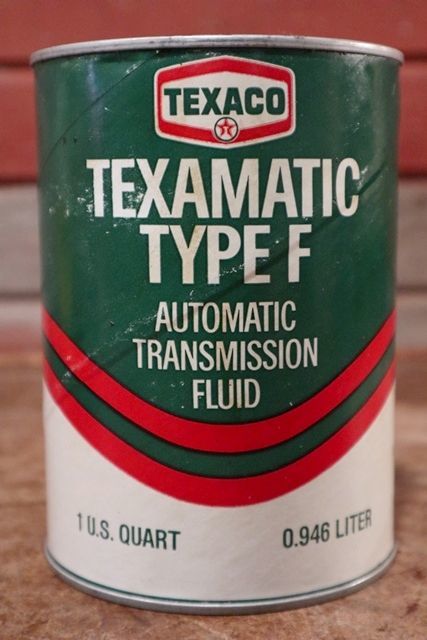 TEXACO
TEXAMATIC
TYPE F
AUTOMATIC
TRANSMISSION
FLUID
1 U.S. QUART 0.946 LITER